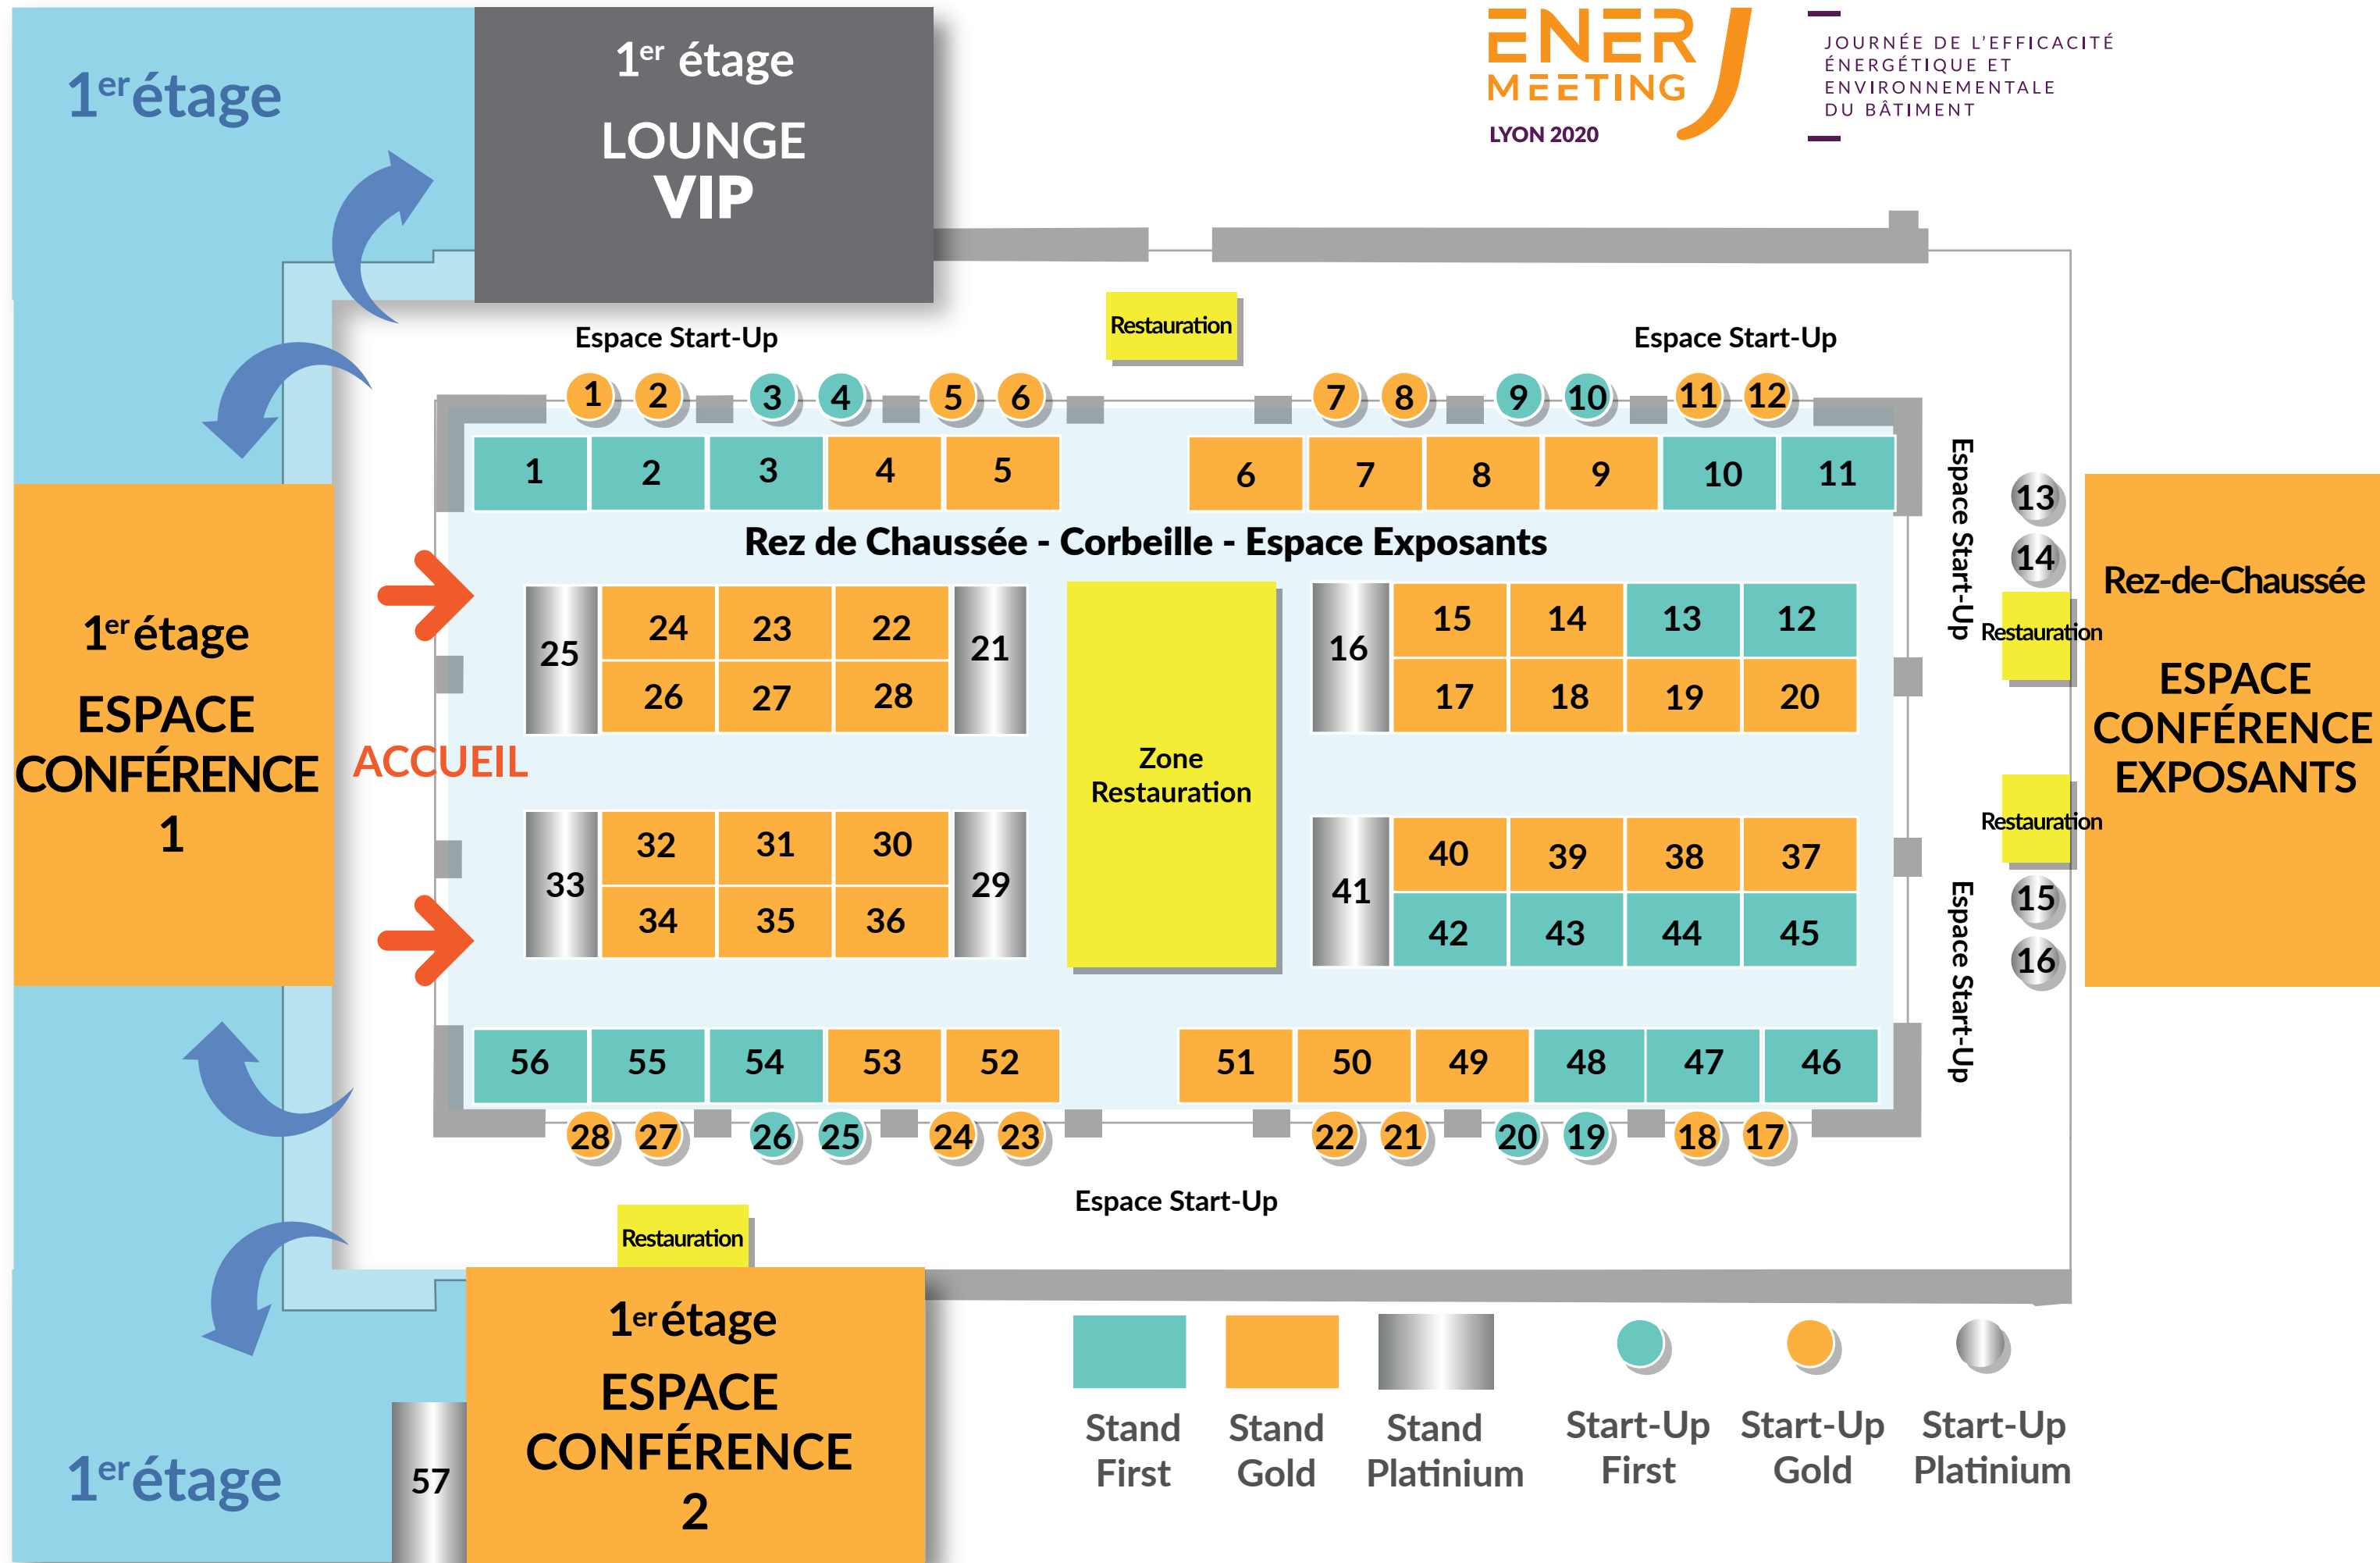 ENER J
MEETING
LYON 2020
JOURNÉE DE L'EFFICACITÉ
ÉNERGÉTIQUE ET
ENVIRONNEMENTALE
DU BÂTIMENT
1er étage
1er étage
LOUNGE
VIP
Espace Start-Up
Restauration
Espace Start-Up
1 2 3 4 5 6 7 8 9 10 11 12
1 2 3 4 5 6 7 8 9 10 11
Rez de Chaussée - Corbeille - Espace Exposants
Espace Start-Up
13
14
Restauration
Rez-de-Chaussée
ESPACE
CONFÉRENCE
EXPOSANTS
Restauration
15
16
Espace Start-Up
1er étage
ESPACE
CONFÉRENCE
1
ACCUEIL
25 24 23 22 21
26 27 28
16 15 14 13 12
17 18 19 20
Zone
Restauration
33 32 31 30 29
34 35 36
41 40 39 38 37
42 43 44 45
56 55 54 53 52 51 50 49 48 47 46
28 27 26 25 24 23 22 21 20 19 18 17
Espace Start-Up
Restauration
1er étage
ESPACE
CONFÉRENCE
2
1er étage
57
Stand
First
Stand
Gold
Stand
Platinium
Start-Up
First
Start-Up
Gold
Start-Up
Platinium